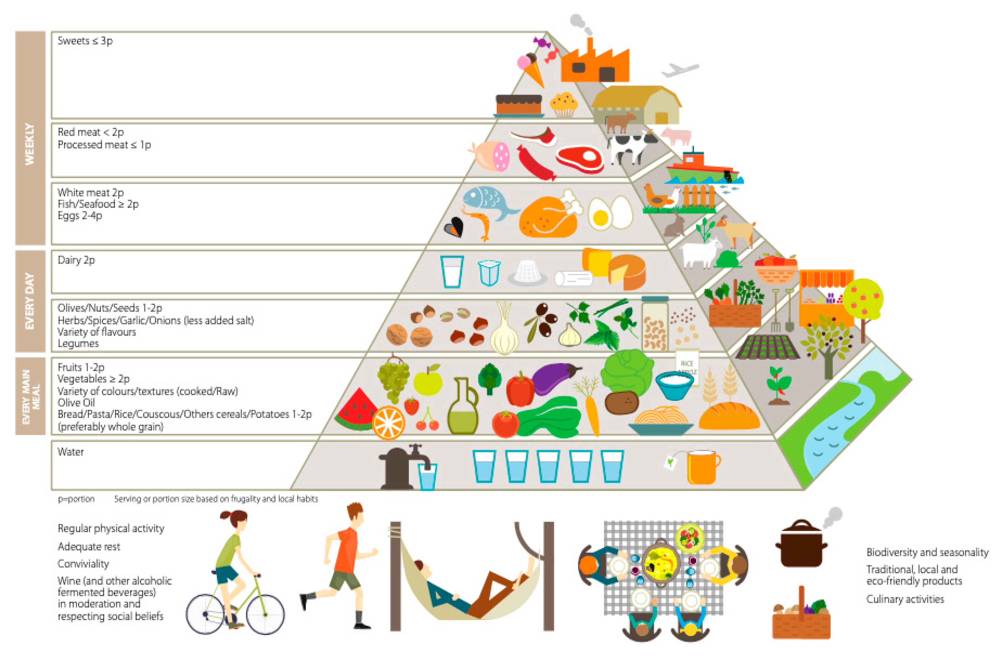 WEEKLY
Sweets ≤ 3p
Red meat < 2p
Processed meat ≤ 1p
White meat 2p
Fish/Seafood ≥ 2p
Eggs 2-4p
EVERY DAY
Dairy 2p
Olives/Nuts/Seeds 1-2p
Herbs/Spices/Garlic/Onions (less added salt)
Variety of flavours
Legumes
EVERY MAIN
MEAL
Fruits 1-2p
Vegetables ≥ 2p
Variety of colours/textures (cooked/Raw)
Olive Oil
Bread/Pasta/Rice/Couscous/Others cereals/Potatoes 1-2p
(preferably whole grain)
RICE
Water
p=portion Serving or portion size based on frugality and local habits
Regular physical activity
Adequate rest
Conviviality
Wine (and other alcoholic
fermented beverages)
in moderation and
respecting social beliefs
Biodiversity and seasonality
Traditional, local and
eco-friendly products
Culinary activities